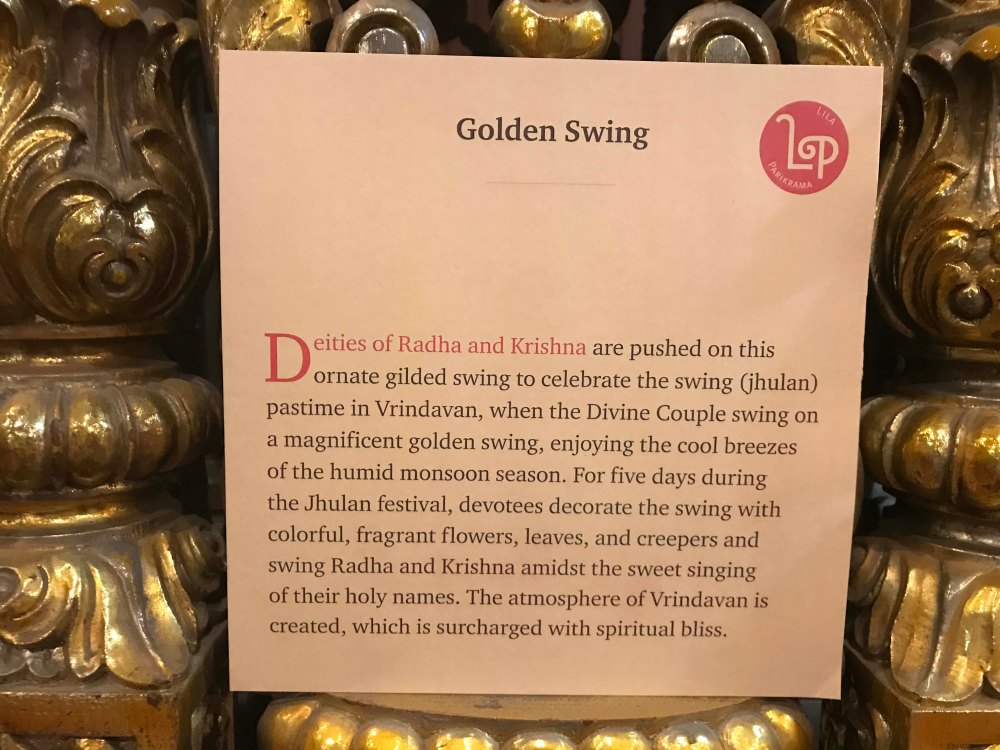 Golden Swing
LILA
LP
PARIKRAMA
Deities of Radha and Krishna are pushed on this
ornate gilded swing to celebrate the swing (jhulan)
pastime in Vrindavan, when the Divine Couple swing on
a magnificent golden swing, enjoying the cool breezes
of the humid monsoon season. For five days during
the Jhulan festival, devotees decorate the swing with
colorful, fragrant flowers, leaves, and creepers and
swing Radha and Krishna amidst the sweet singing
of their holy names. The atmosphere of Vrindavan is
created, which is surcharged with spiritual bliss.